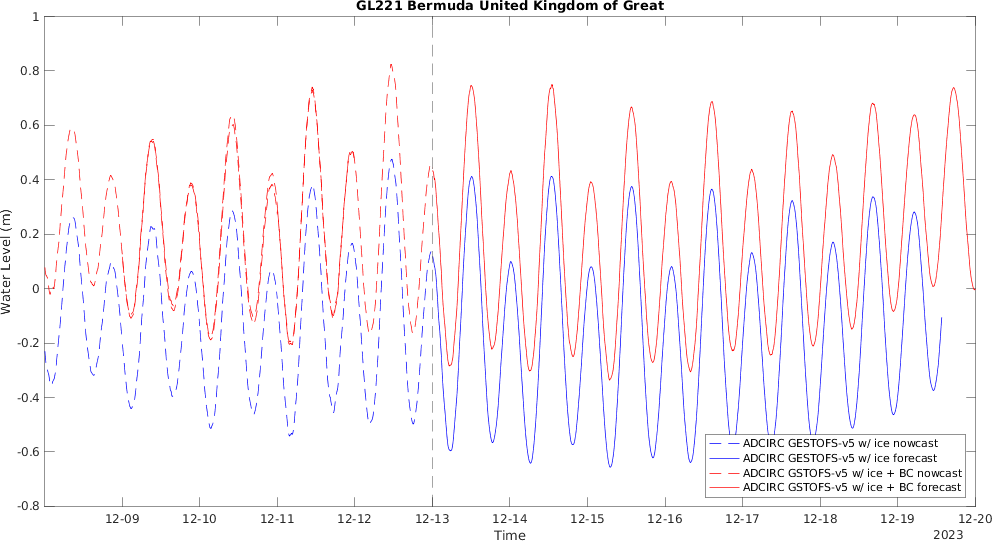 GL221 Bermuda United Kingdom of Great
1
0.8
0.6
0.4
0.2
0
-0.2
-0.4
-0.6
-0.8
Water Level (m)
ADCIRC GESTOFS-v5 w/ ice nowcast
ADCIRC GESTOFS-v5 w/ ice forecast
ADCIRC GSTOFS-v5 w/ ice + BC nowcast
ADCIRC GSTOFS-v5 w/ ice + BC forecast
12-09 12-10 12-11 12-12 12-13 12-14 12-15 12-16 12-17 12-18 12-19 12-20
Time
2023